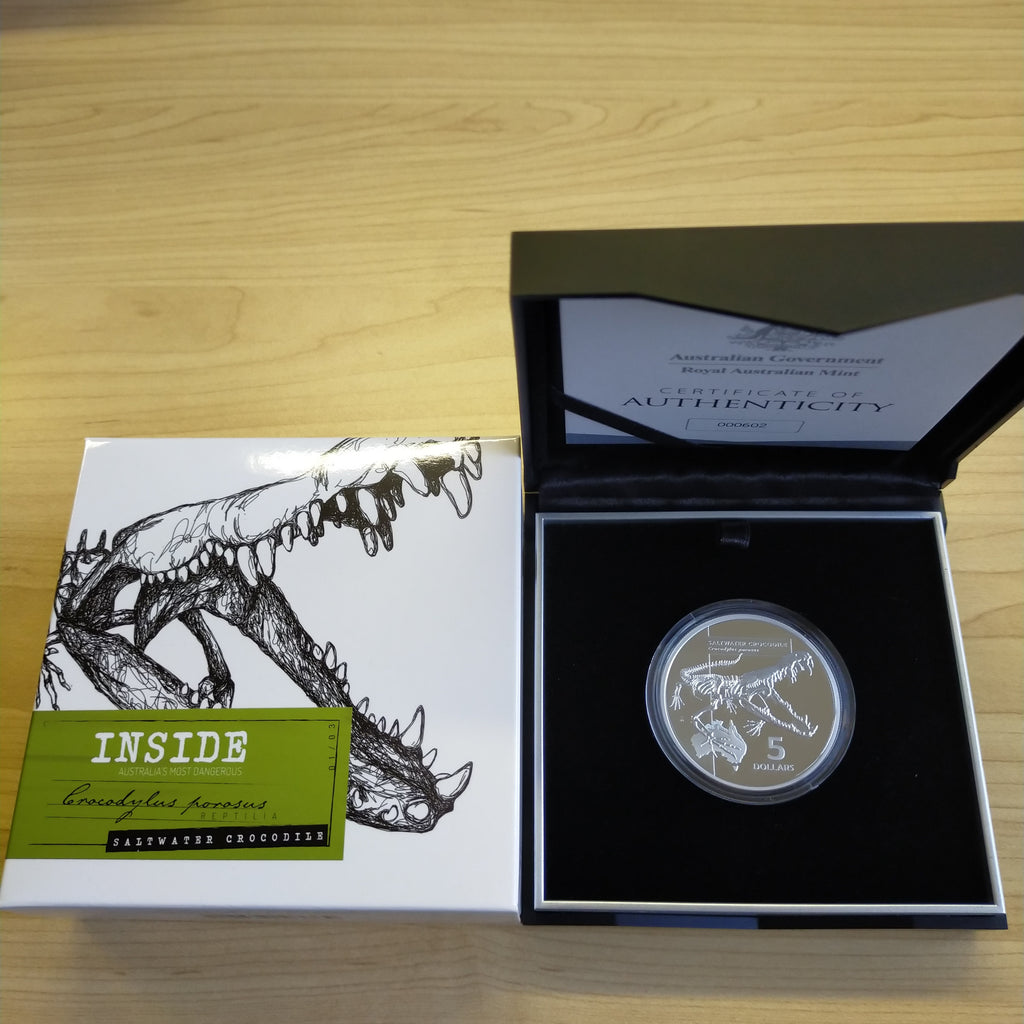 INSIDE
AUSTRALIA'S MOST DANGEROUS
01/03
Crocodylus porosus
REPTILIA
SALTWATER CROCODILE
Australian Government
Royal Australian Mint
CERTIFICATE OF
AUTHENTICITY
000602
SALTWATER CROCODILE
Crocodylus porosus
5
DOLLARS